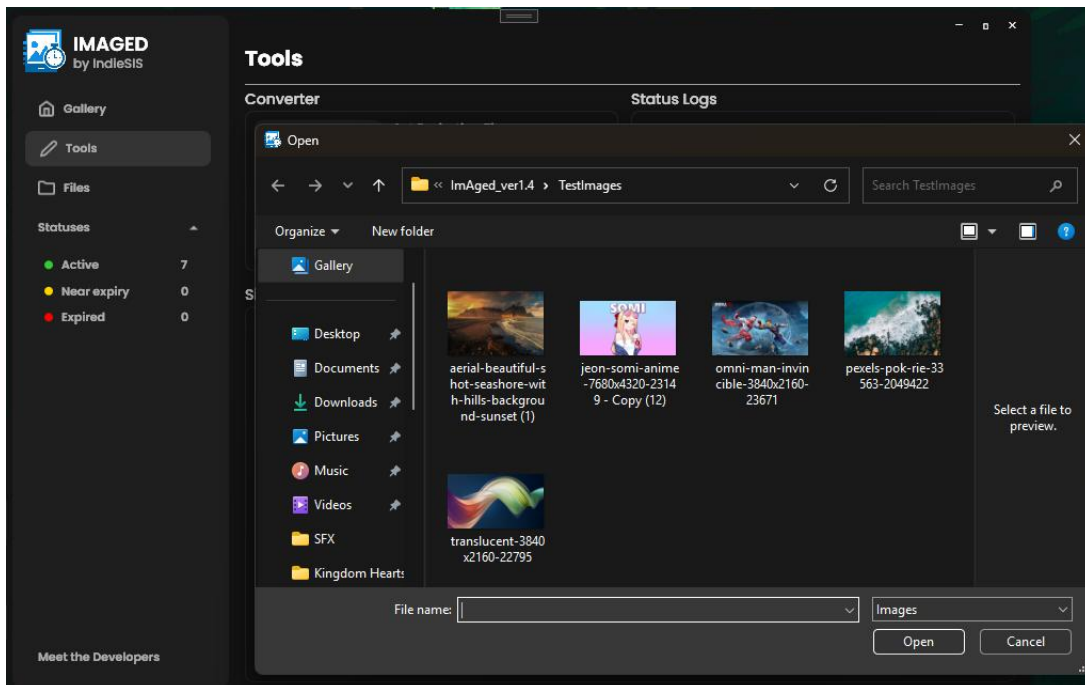 IMAGED
by IndieSIS
Gallery
Tools
Files
Statuses
Active 7
Near expiry 0
Expired 0
Meet the Developers
Tools
Converter
Status Logs
Open
« ImAged_ver1.4 › TestImages
Search TestImages
Organize
New folder
Gallery
Desktop
Documents
Downloads
Pictures
Music
Videos
SFX
Kingdom Hearts
aerial-beautiful-s
hot-seashore-wit
h-hills-backgrou
nd-sunset (1)
SOMI
jeon-somi-anime
-7680x4320-2314
9 - Copy (12)
omni-man-invin
cible-3840x2160-
23671
pexels-pok-rie-33
563-2049422
translucent-3840
x2160-22795
Select a file to
preview.
File name:
Images
Open
Cancel